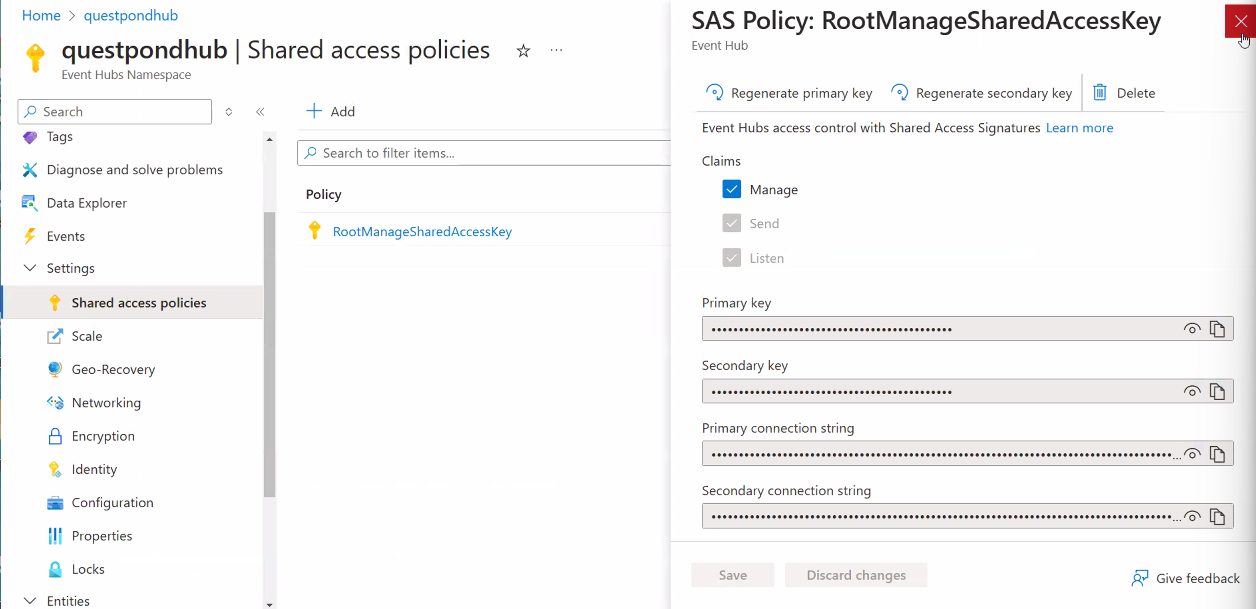 Home > questpondhub
questpondhub | Shared access policies
Event Hubs Namespace
Search
Tags
Diagnose and solve problems
Data Explorer
Events
Settings
Shared access policies
Scale
Geo-Recovery
Networking
Encryption
Identity
Configuration
Properties
Locks
Entities
Add
Search to filter items...
Policy
RootManageSharedAccessKey
SAS Policy: RootManageSharedAccessKey
Event Hub
Regenerate primary key
Regenerate secondary key
Delete
Event Hubs access control with Shared Access Signatures Learn more
Claims
Manage
Send
Listen
Primary key
Secondary key
Primary connection string
Secondary connection string
Save
Discard changes
Give feedback